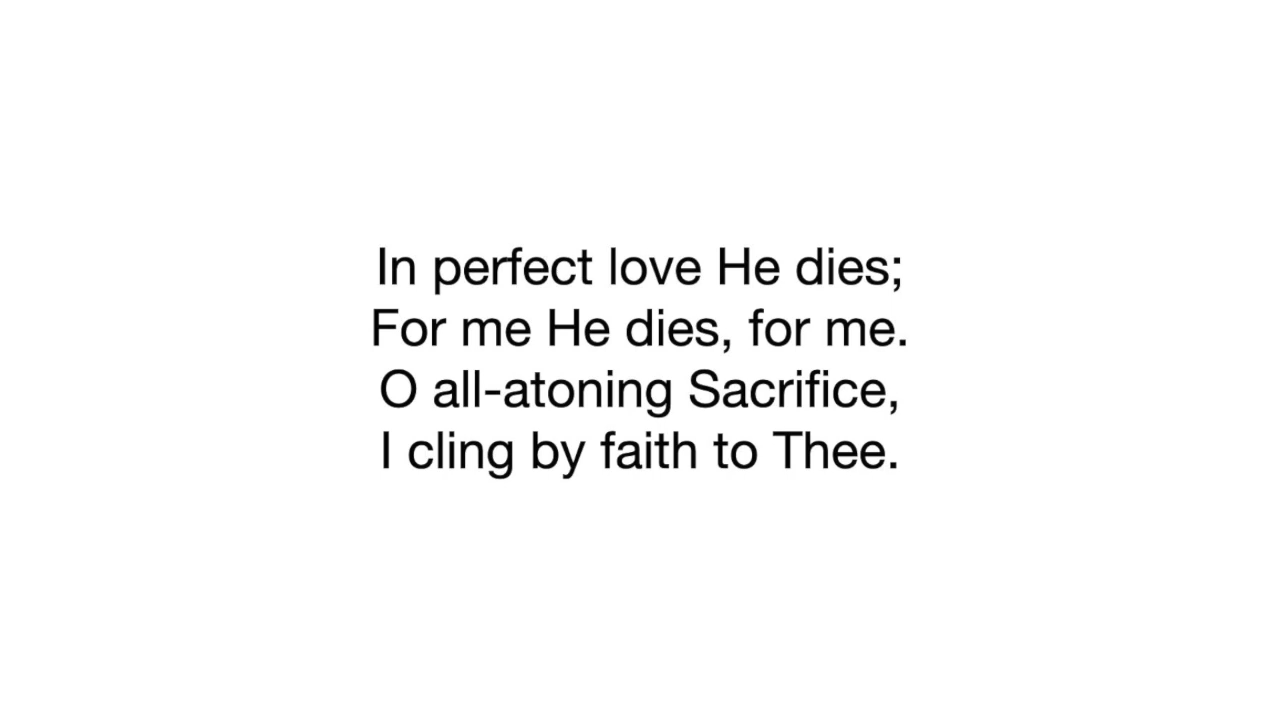 In perfect love He dies;
For me He dies, for me.
O all-atoning Sacrifice,
I cling by faith to Thee.